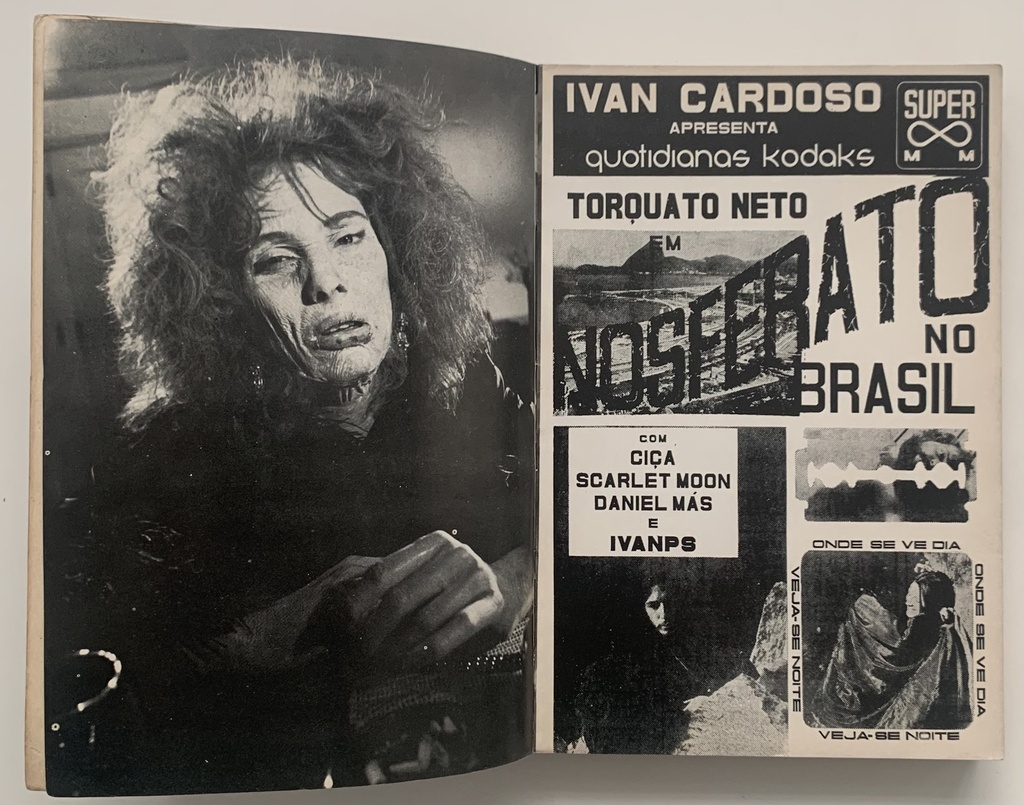 IVAN CARDOSO
APRESENTA
quotidianas kodaks
SUPER
∞
M M
TORQUATO NETO
EM
NOSFERATO
NO
BRASIL
COM
CIÇA
SCARLET MOON
DANIEL MÁS
E
IVANPS
ONDE SE VE DIA
VEJA-SE NOITE
ONDE SE VE DIA
VEJA-SE NOITE